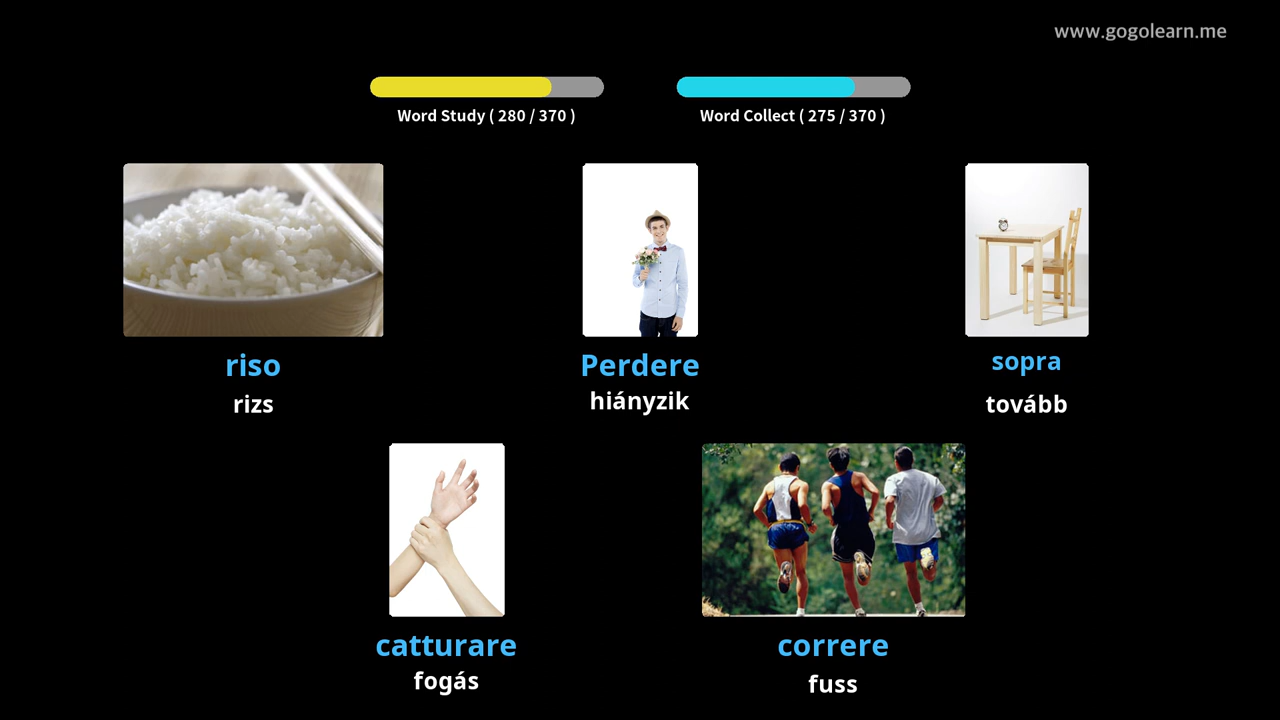 www.gogolearn.me
Word Study ( 280 / 370 )
Word Collect ( 275 / 370 )
riso
rizs
Perdere
hiányzik
sopra
tovább
catturare
fogás
correre
fuss